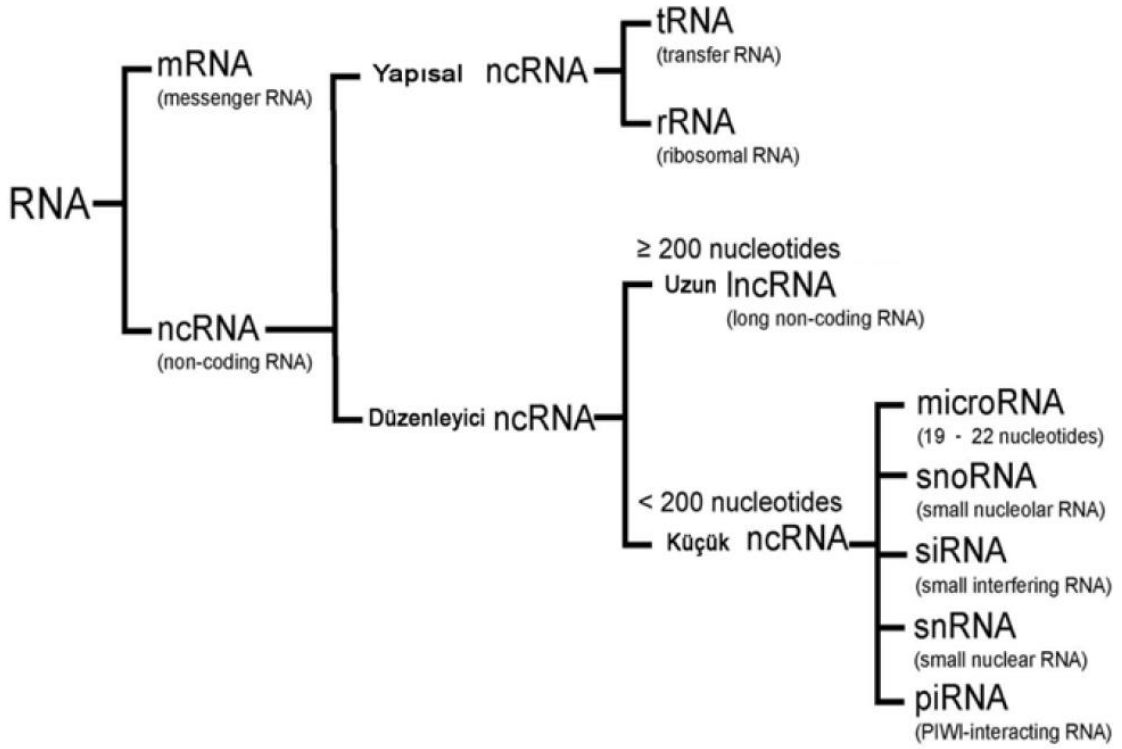 RNA
mRNA
(messenger RNA)
ncRNA
(non-coding RNA)
Yapısal ncRNA
tRNA
(transfer RNA)
rRNA
(ribosomal RNA)
Düzenleyici ncRNA
≥ 200 nucleotides
Uzun lncRNA
(long non-coding RNA)
< 200 nucleotides
Küçük ncRNA
microRNA
(19 - 22 nucleotides)
snoRNA
(small nucleolar RNA)
siRNA
(small interfering RNA)
snRNA
(small nuclear RNA)
piRNA
(PIWI-interacting RNA)